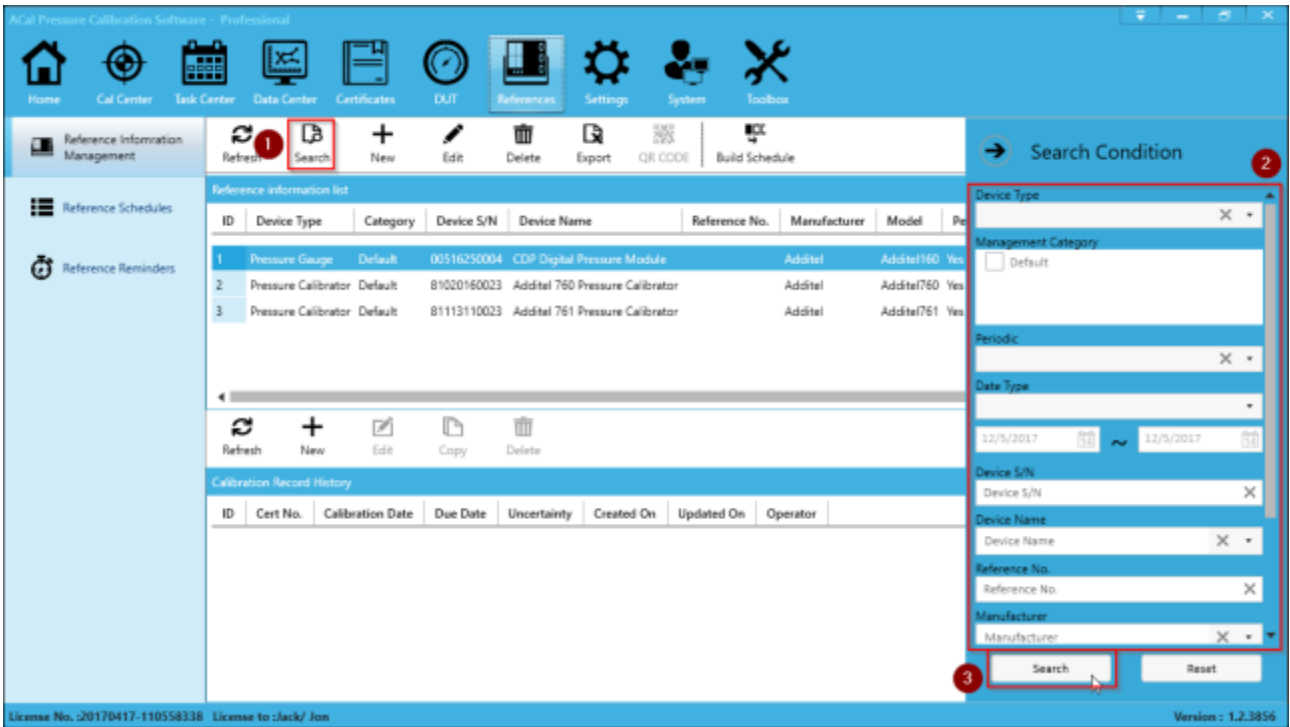 ACal Pressure Calibration Software - Professional
Home Cal Center Task Center Data Center Certificates DUT References Settings System Toolbox
Reference Infomration Management
Reference Schedules
Reference Reminders
1
Refresh Search New Edit Delete Export QR CODE Build Schedule
Reference information list
ID Device Type Category Device S/N Device Name Reference No. Manufacturer Model Pe
1 Pressure Gauge Default 00516250004 CDP Digital Pressure Module Additel Additel160 Yes
2 Pressure Calibrator Default 81020160023 Additel 760 Pressure Calibrator Additel Additel760 Yes
3 Pressure Calibrator Default 81113110023 Additel 761 Pressure Calibrator Additel Additel761 Yes
Refresh New Edit Copy Delete
Calibration Record History
ID Cert No. Calibration Date Due Date Uncertainty Created On Updated On Operator
Search Condition
2
Device Type
Management Category
Default
Periodic
Date Type
12/5/2017 14 ~ 12/5/2017 14
Device S/N
Device S/N
Device Name
Device Name
Reference No.
Reference No.
Manufacturer
Manufacturer
3
Search Reset
License No. :20170417-110558338 License to :Jack/ Jon
Version : 1.2.3856